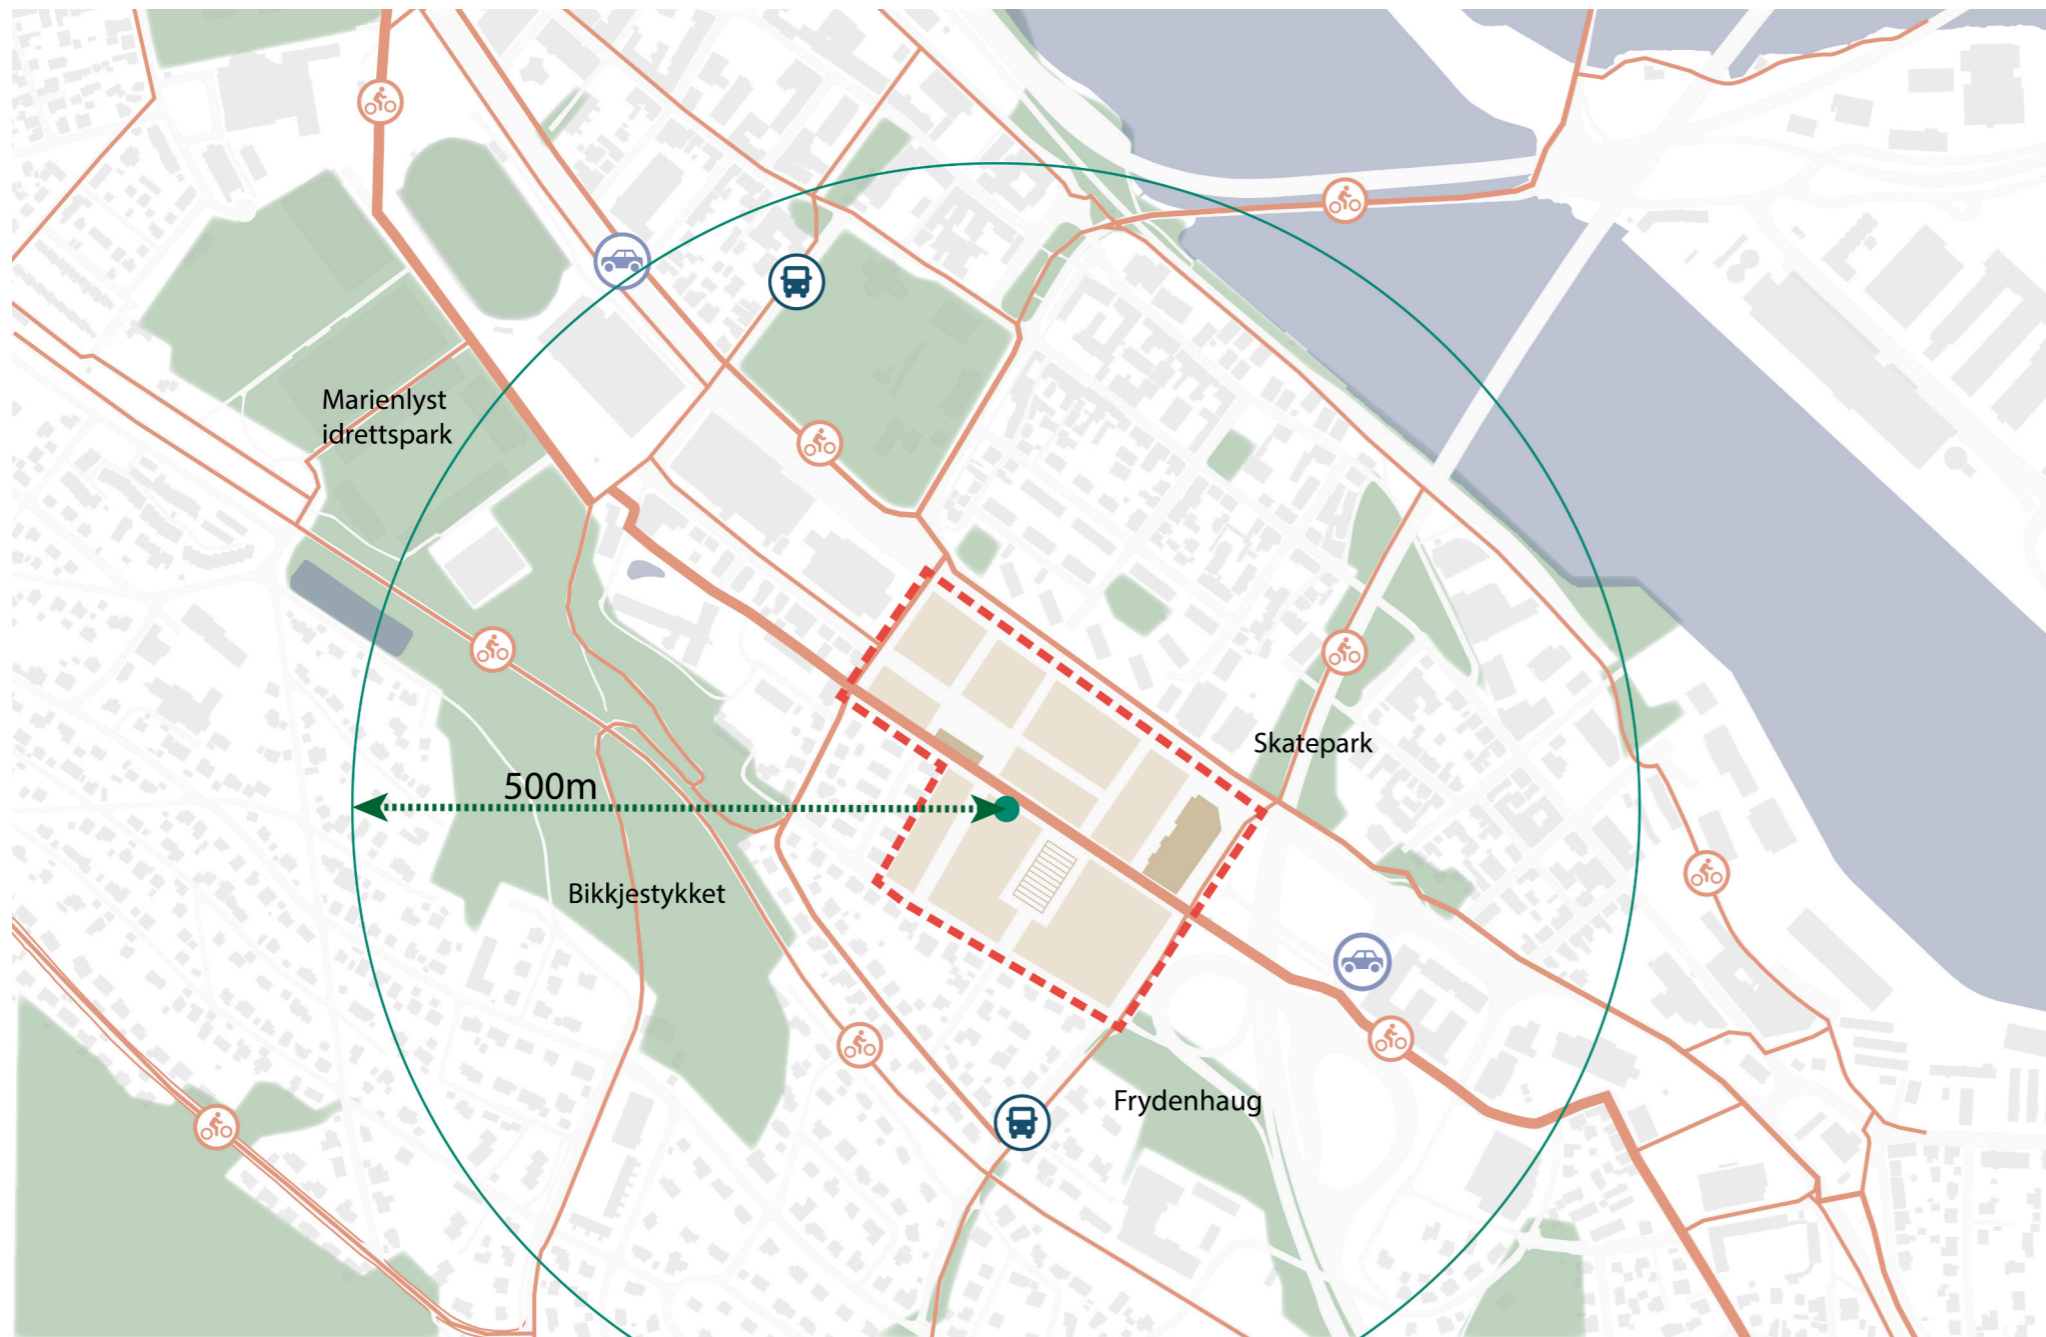 Marienlyst
idrettspark
Skatepark
500m
Bikkjestykket
Frydenhaug